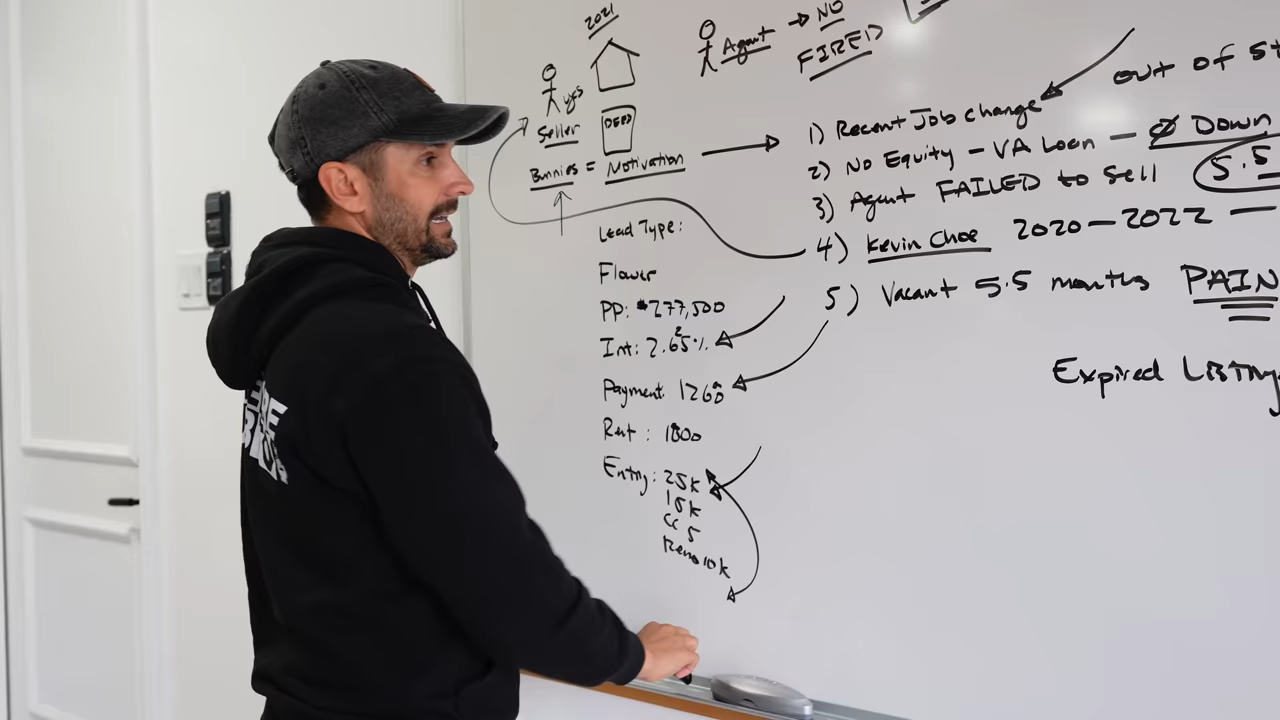 2021
Agent → NO
FIRED
yes
Seller
DEED
Bunnies = Motivation
Lead Type:
Flower
PP: 277,500
Int: 2.625%
Payment 1260
Rent: 1800
Entry: 25k
15k
CC 5
Reno 10k
out of
1) Recent Job change
2) No Equity - VA Loan - Ø Down
3) Agent FAILED to sell
5.5
4) Kevin Choe 2020-2022 -
5) Vacant 5.5 months PAIN
Expired Listing